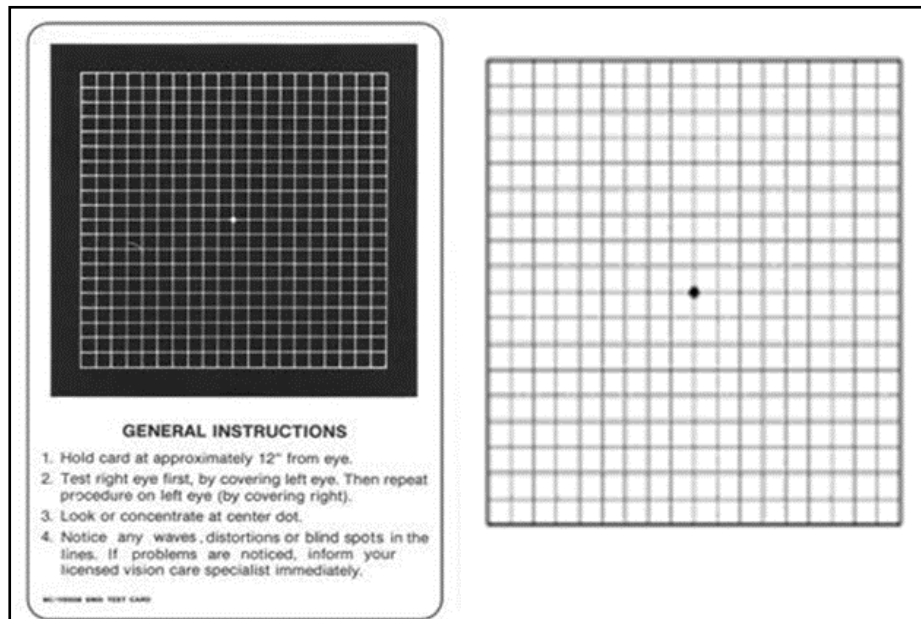 GENERAL INSTRUCTIONS
1. Hold card at approximately 12" from eye.
2. Test right eye first, by covering left eye. Then repeat
procedure on left eye (by covering right).
3. Look or concentrate at center dot.
4. Notice any waves, distortions or blind spots in the
lines. If problems are noticed, inform your
licensed vision care specialist immediately.
TEST CARD